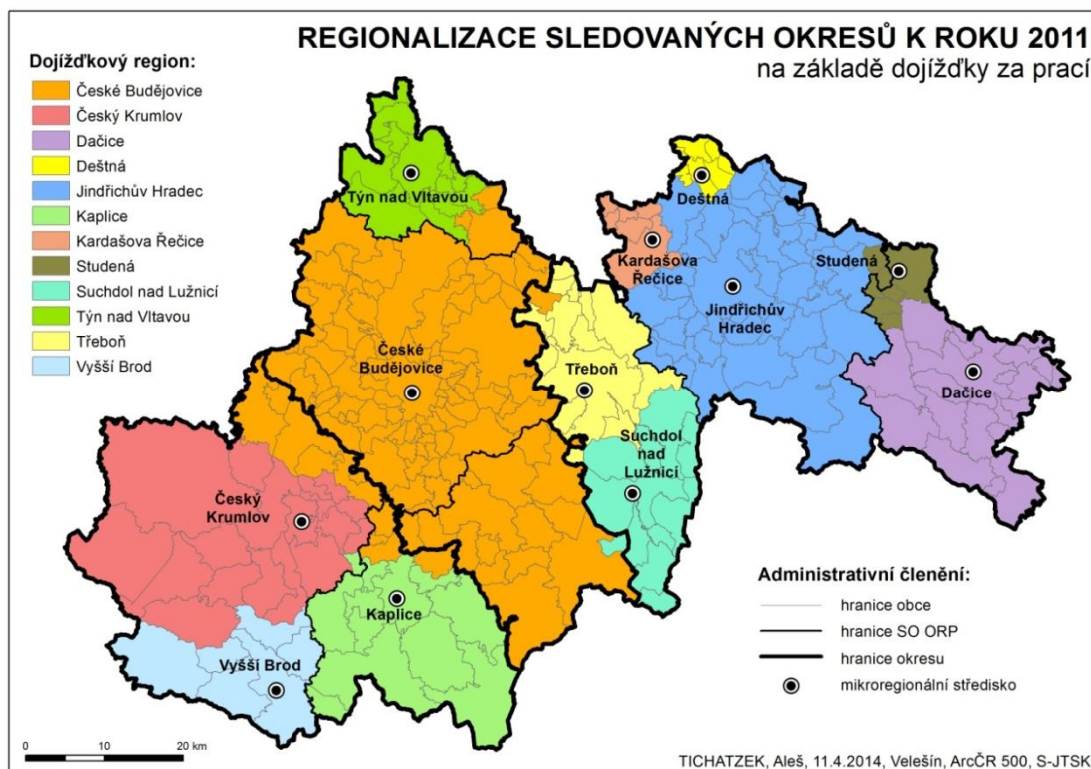 REGIONALIZACE SLEDOVANÝCH OKRESŮ K ROKU 2011
na základě dojížďky za prací
Dojížďkový region:
České Budějovice
Český Krumlov
Dačice
Deštná
Jindřichův Hradec
Kaplice
Kardašova Řečice
Studená
Suchdol nad Lužnicí
Týn nad Vltavou
Třeboň
Vyšší Brod
Týn nad Vltavou
Deštná
Kardašova
Řečice
Studená
Jindřichův
Hradec
České
Budějovice
Třeboň
Dačice
Suchdol
nad
Lužnicí
Český
Krumlov
Kaplice
Vyšší Brod
Administrativní členění:
hranice obce
hranice SO ORP
hranice okresu
mikroregionální středisko
0 10 20 km
TICHATZEK, Aleš, 11.4.2014, Velešín, ArcČR 500, S-JTSK